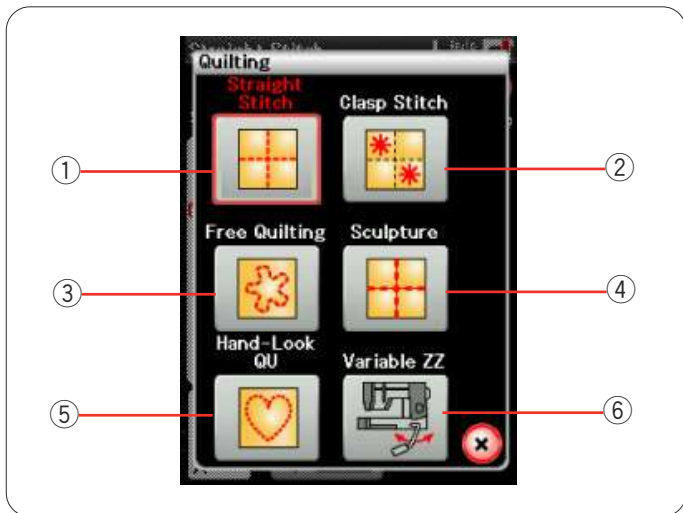 Quilting
Straight
Stitch
Clasp Stitch
① ②
Free Quilting Sculpture
③ ④
Hand-Look
QU
Variable ZZ
⑤ ⑥